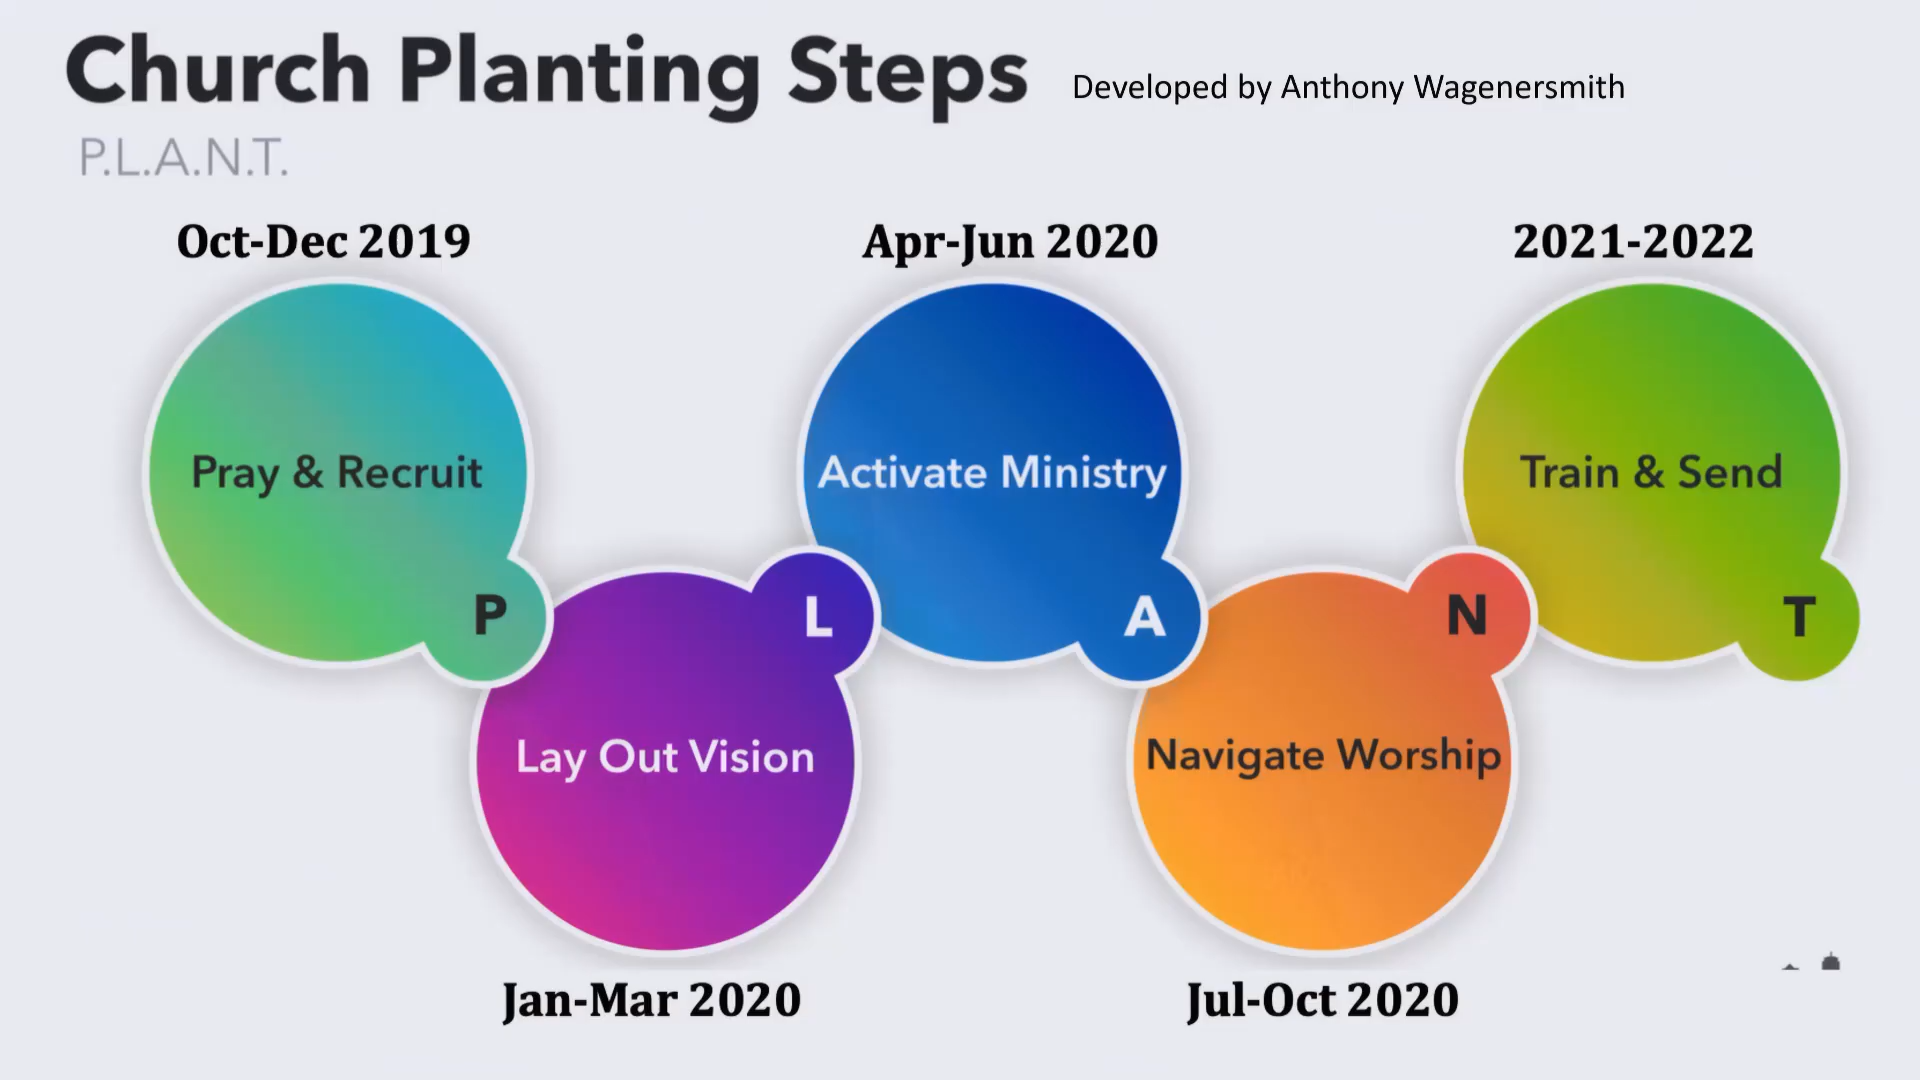 Church Planting Steps
Developed by Anthony Wagenersmith
P.L.A.N.T.
Oct-Dec 2019
Apr-Jun 2020
2021-2022
Pray & Recruit
Activate Ministry
Train & Send
P
L
A
N
T
Lay Out Vision
Navigate Worship
Jan-Mar 2020
Jul-Oct 2020